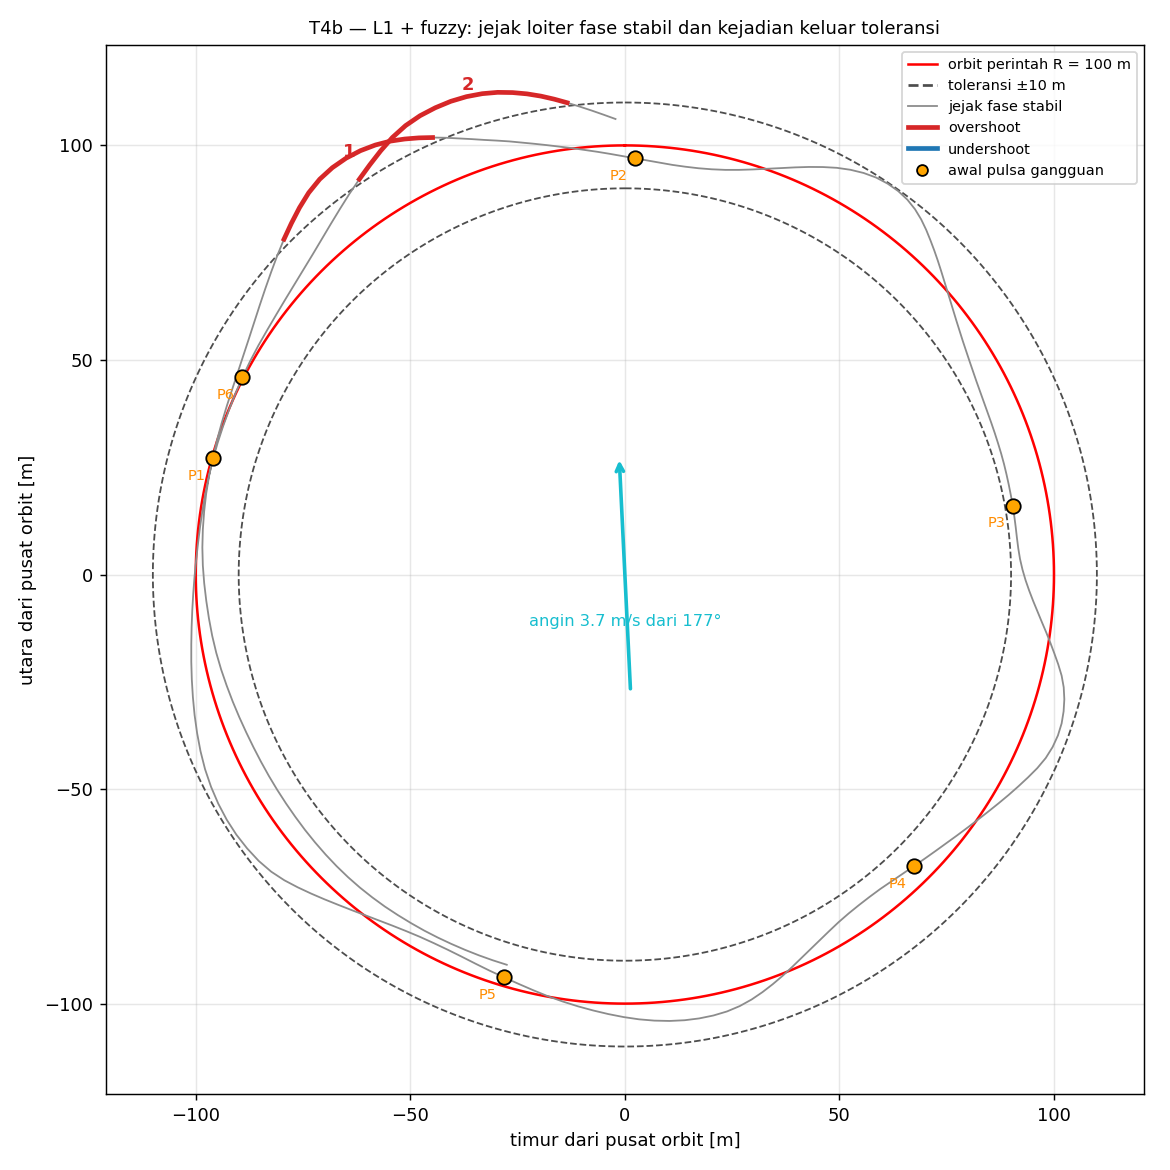 T4b — L1 + fuzzy: jejak loiter fase stabil dan kejadian keluar toleransi
orbit perintah R = 100 m
toleransi ±10 m
jejak fase stabil
overshoot
undershoot
awal pulsa gangguan
2
1
P2
P6
P1
P3
angin 3.7 m/s dari 177°
P4
P5
100
50
0
−50
−100
−100
−50
0
50
100
utara dari pusat orbit [m]
timur dari pusat orbit [m]